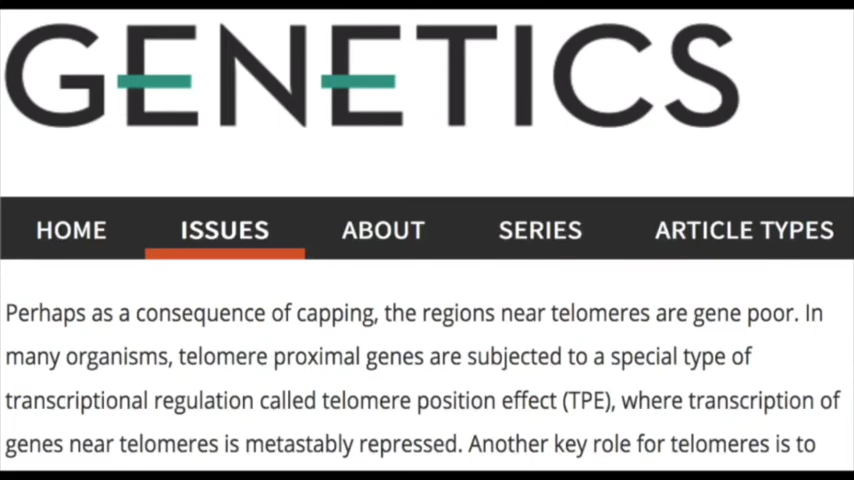 GENETICS
HOME ISSUES ABOUT SERIES ARTICLE TYPES
Perhaps as a consequence of capping, the regions near telomeres are gene poor. In
many organisms, telomere proximal genes are subjected to a special type of
transcriptional regulation called telomere position effect (TPE), where transcription of
genes near telomeres is metastably repressed. Another key role for telomeres is to